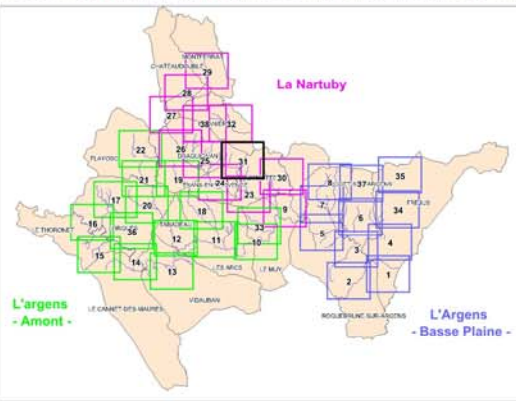 MONTFERRAT
CHATEAUDOUBLE
29
La Nartuby
28
27
38
32
22
26
31
FLAYOSC
DRAGUIGNAN
25
30
8
37
35
21
19
24
17
20
23
7
LE THORONET
16
18
9
6
34
FREJUS
36
33
5
TARADEAU
12
11
10
3
4
15
14
13
LES ARCS
LE MUY
2
1
L'argens
- Amont -
VIDAUBAN
LE CANNET-DES-MAURES
ROQUEBRUNE-SUR-ARGENS
L'Argens
- Basse Plaine -